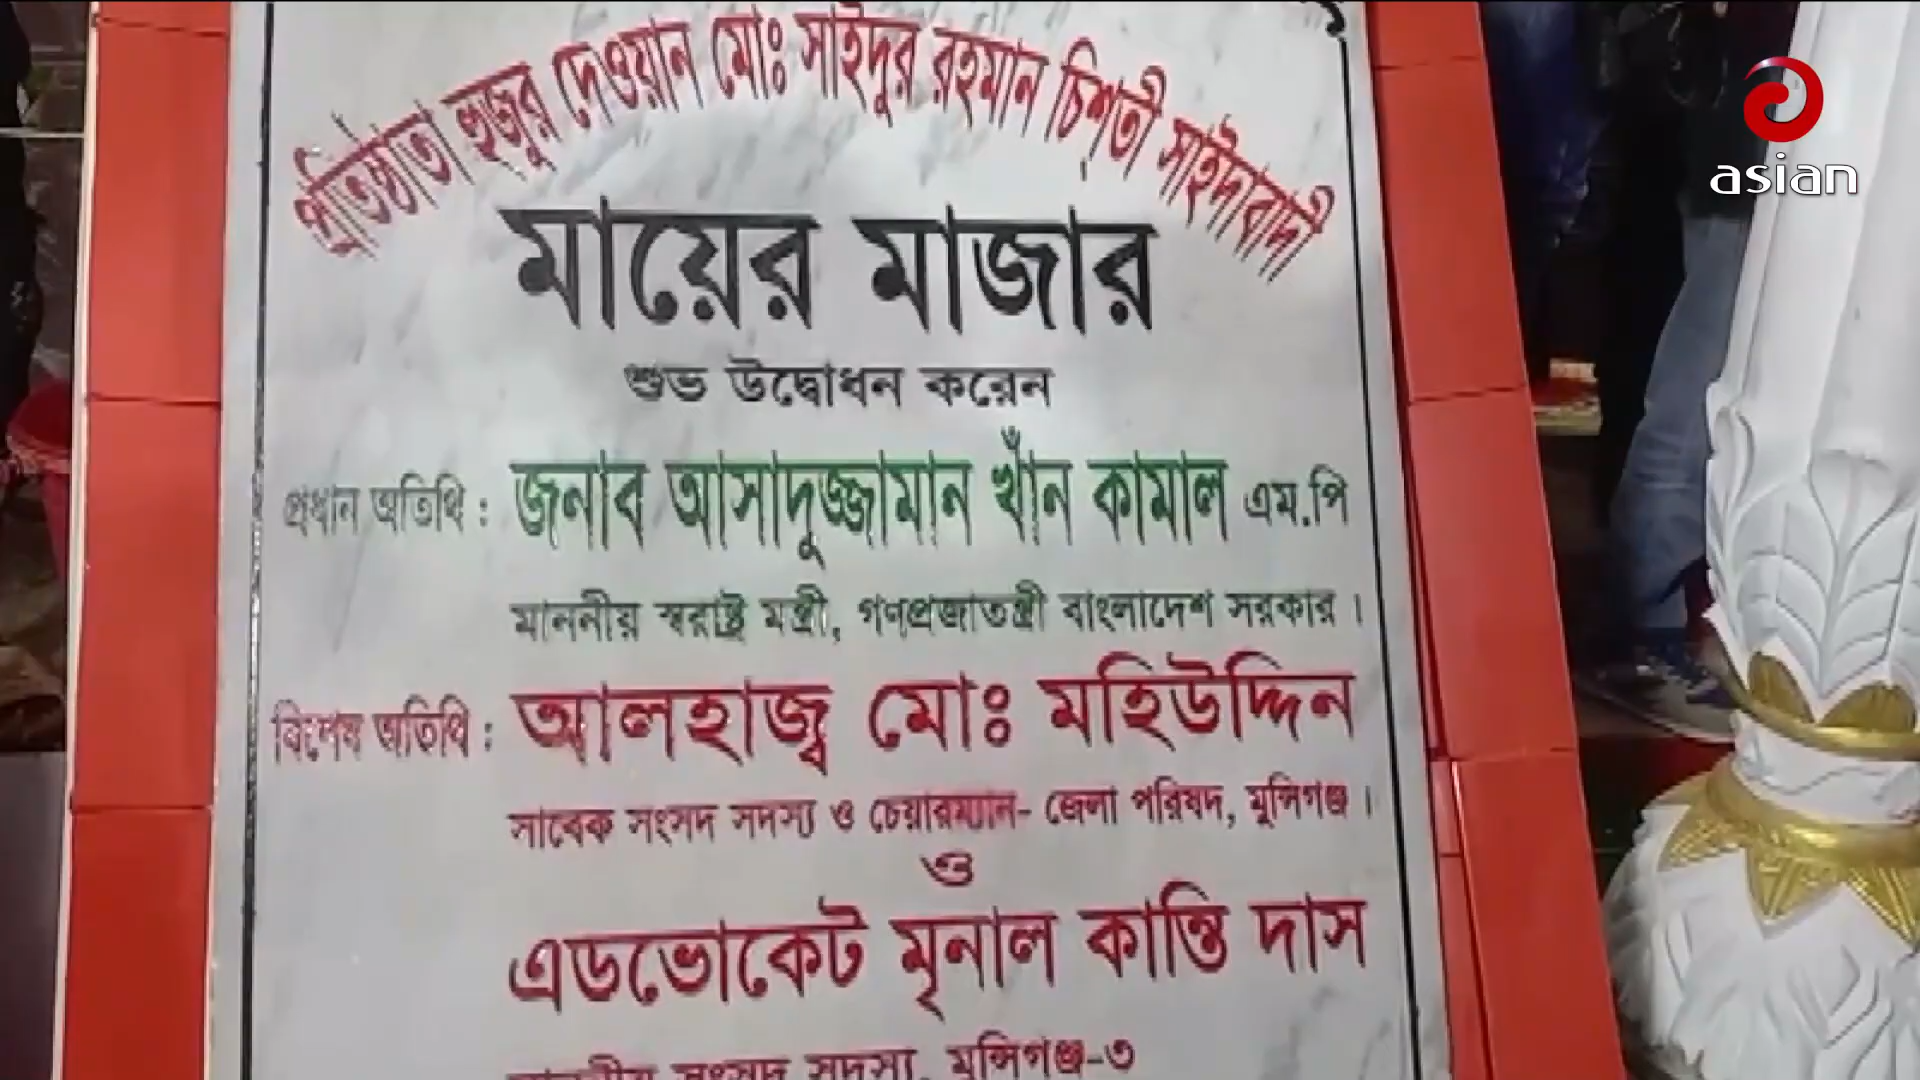 প্রতিষ্ঠাতা হুজুর দেওয়ান মোঃ সাইদুর রহমান চিশ্তী সাইদাবাদী
মায়ের মাজার
শুভ উদ্বোধন করেন
প্রধান অতিথি : জনাব আসাদুজ্জামান খাঁন কামাল এম.পি
মাননীয় স্বরাষ্ট্র মন্ত্রী, গণপ্রজাতন্ত্রী বাংলাদেশ সরকার।
বিশেষ অতিথি : আলহাজ্ব মোঃ মহিউদ্দিন
সাবেক সংসদ সদস্য ও চেয়ারম্যান- জেলা পরিষদ, মুন্সিগঞ্জ।
ও
এডভোকেট মৃনাল কান্তি দাস
মাননীয় সংসদ সদস্য, মুন্সিগঞ্জ-৩
asian